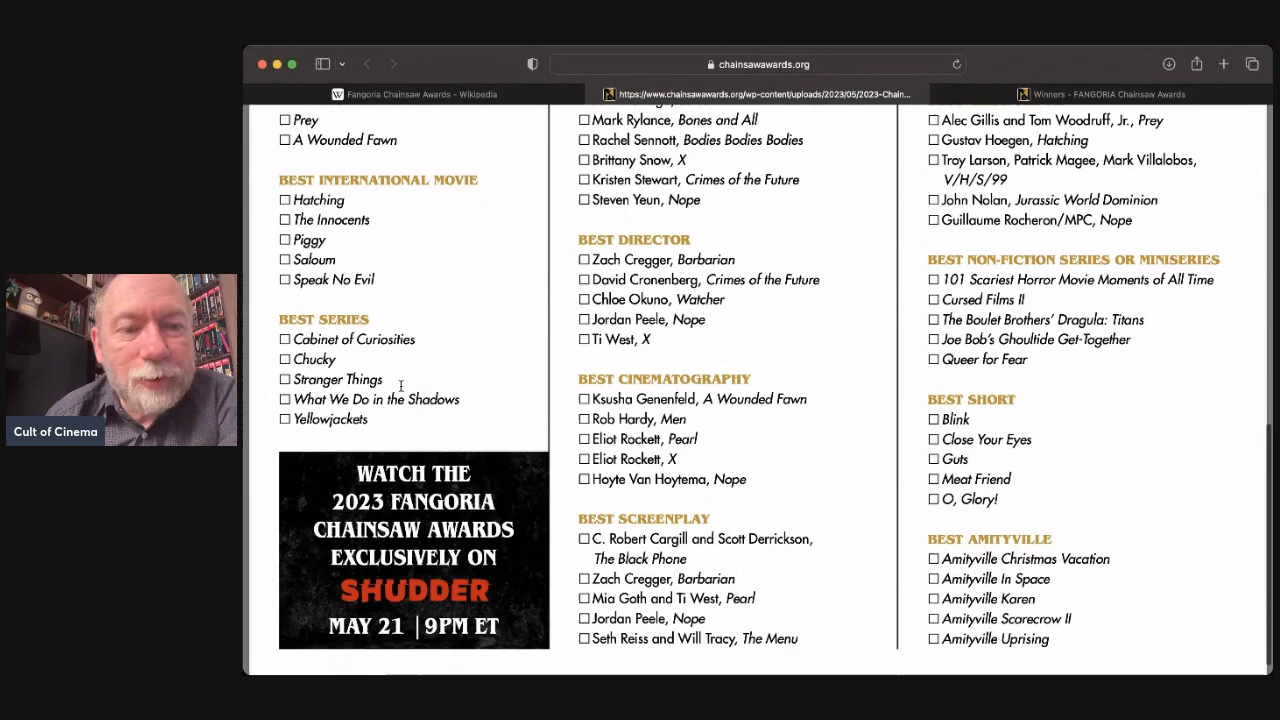 chainsawawards.org
Fangoria Chainsaw Awards - Wikipedia
https://www.chainsawawards.org/wp-content/uploads/2023/05/2023-Chain...
Winners - FANGORIA Chainsaw Awards
Prey
A Wounded Fawn
BEST INTERNATIONAL MOVIE
Hatching
The Innocents
Piggy
Saloum
Speak No Evil
BEST SERIES
Cabinet of Curiosities
Chucky
Stranger Things
What We Do in the Shadows
Yellowjackets
WATCH THE
2023 FANGORIA
CHAINSAW AWARDS
EXCLUSIVELY ON
SHUDDER
MAY 21 | 9PM ET
Mark Rylance, Bones and All
Rachel Sennott, Bodies Bodies Bodies
Brittany Snow, X
Kristen Stewart, Crimes of the Future
Steven Yeun, Nope
BEST DIRECTOR
Zach Cregger, Barbarian
David Cronenberg, Crimes of the Future
Chloe Okuno, Watcher
Jordan Peele, Nope
Ti West, X
BEST CINEMATOGRAPHY
Ksusha Genenfeld, A Wounded Fawn
Rob Hardy, Men
Eliot Rockett, Pearl
Eliot Rockett, X
Hoyte Van Hoytema, Nope
BEST SCREENPLAY
C. Robert Cargill and Scott Derrickson,
The Black Phone
Zach Cregger, Barbarian
Mia Goth and Ti West, Pearl
Jordan Peele, Nope
Seth Reiss and Will Tracy, The Menu
Alec Gillis and Tom Woodruff, Jr., Prey
Gustav Hoegen, Hatching
Troy Larson, Patrick Magee, Mark Villalobos,
V/H/S/99
John Nolan, Jurassic World Dominion
Guillaume Rocheron/MPC, Nope
BEST NON-FICTION SERIES OR MINISERIES
101 Scariest Horror Movie Moments of All Time
Cursed Films II
The Boulet Brothers' Dragula: Titans
Joe Bob's Ghoultide Get-Together
Queer for Fear
BEST SHORT
Blink
Close Your Eyes
Guts
Meat Friend
O, Glory!
BEST AMITYVILLE
Amityville Christmas Vacation
Amityville In Space
Amityville Karen
Amityville Scarecrow II
Amityville Uprising
Cult of Cinema